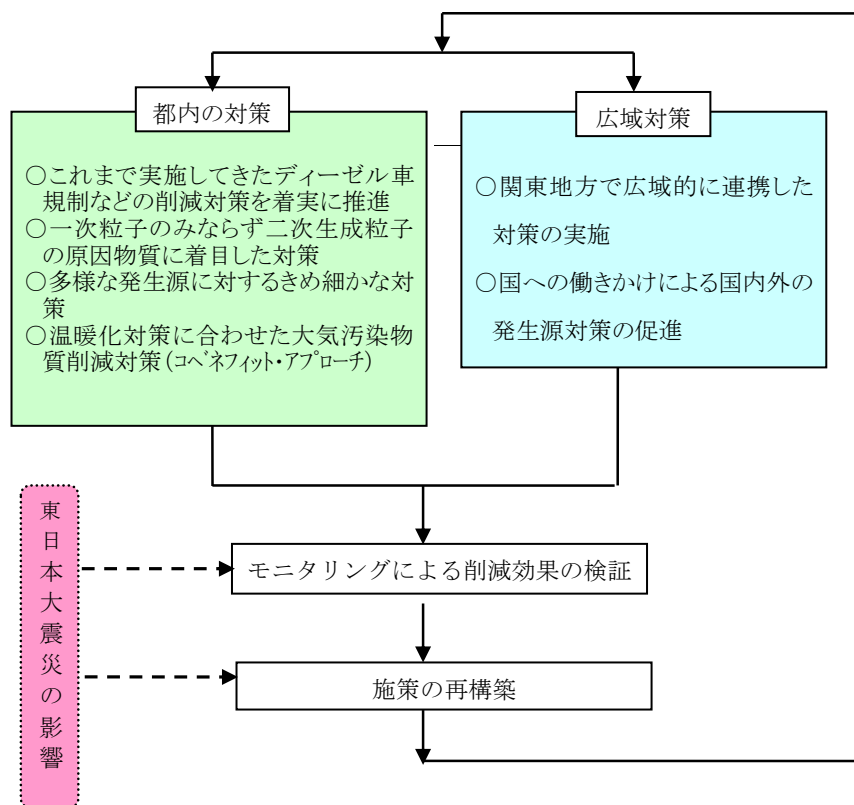 都内の対策
○これまで実施してきたディーゼル車
規制などの削減対策を着実に推進
○一次粒子のみならず二次生成粒子
の原因物質に着目した対策
○多様な発生源に対するきめ細かな対
策
○温暖化対策に合わせた大気汚染物
質削減対策(ｺﾍﾞﾈﾌｨｯﾄ・ｱﾌﾟﾛｰﾁ)
広域対策
○関東地方で広域的に連携した
対策の実施
○国への働きかけによる国内外の
発生源対策の促進
東日本大震災の影響
モニタリングによる削減効果の検証
施策の再構築